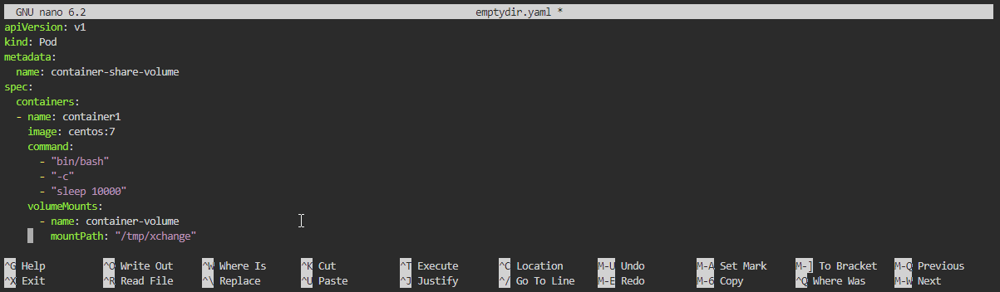 GNU nano 6.2 emptydir.yaml *
apiVersion: v1
kind: Pod
metadata:
  name: container-share-volume
spec:
  containers:
  - name: container1
    image: centos:7
    command:
      - "bin/bash"
      - "-c"
      - "sleep 10000"
    volumeMounts:
      - name: container-volume
        mountPath: "/tmp/xchange"
^G Help ^O Write Out ^W Where Is ^K Cut ^T Execute ^C Location M-U Undo M-A Set Mark M-] To Bracket M-Q Previous
^X Exit ^R Read File ^\ Replace ^U Paste ^J Justify ^/ Go To Line M-E Redo M-6 Copy ^Q Where Was M-W Next